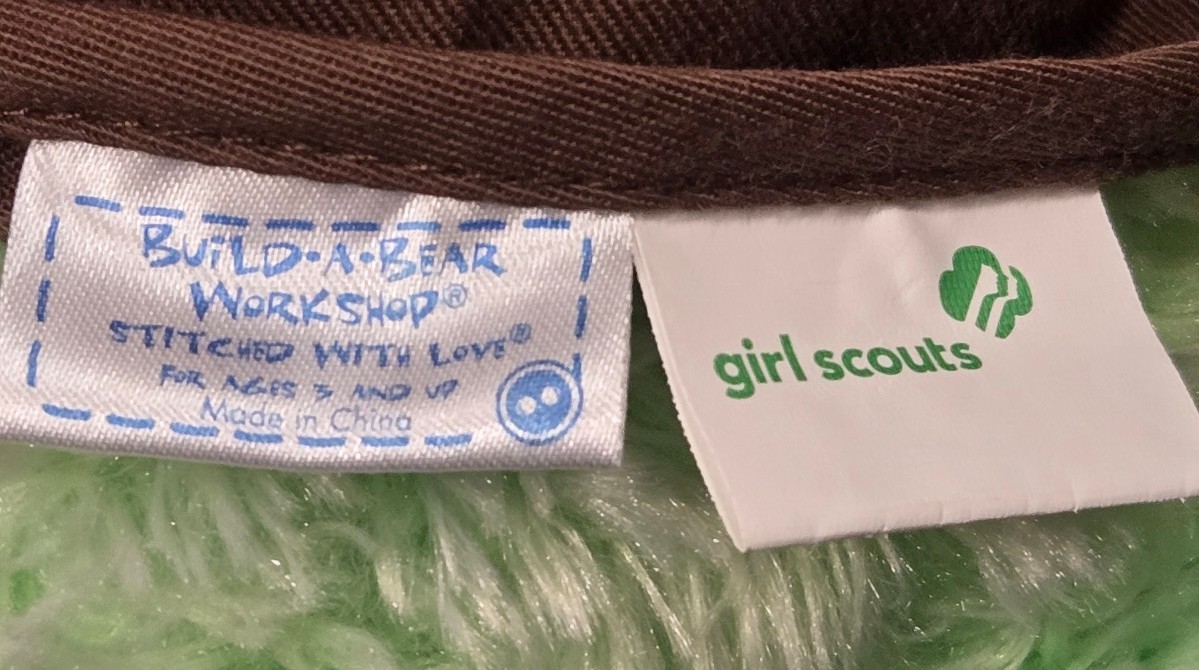 BUiLD•A•BEAR
WORKSHOP®
STITCHED WITH LOVE®
FOR AGES 3 AND UP
Made in China
girl scouts